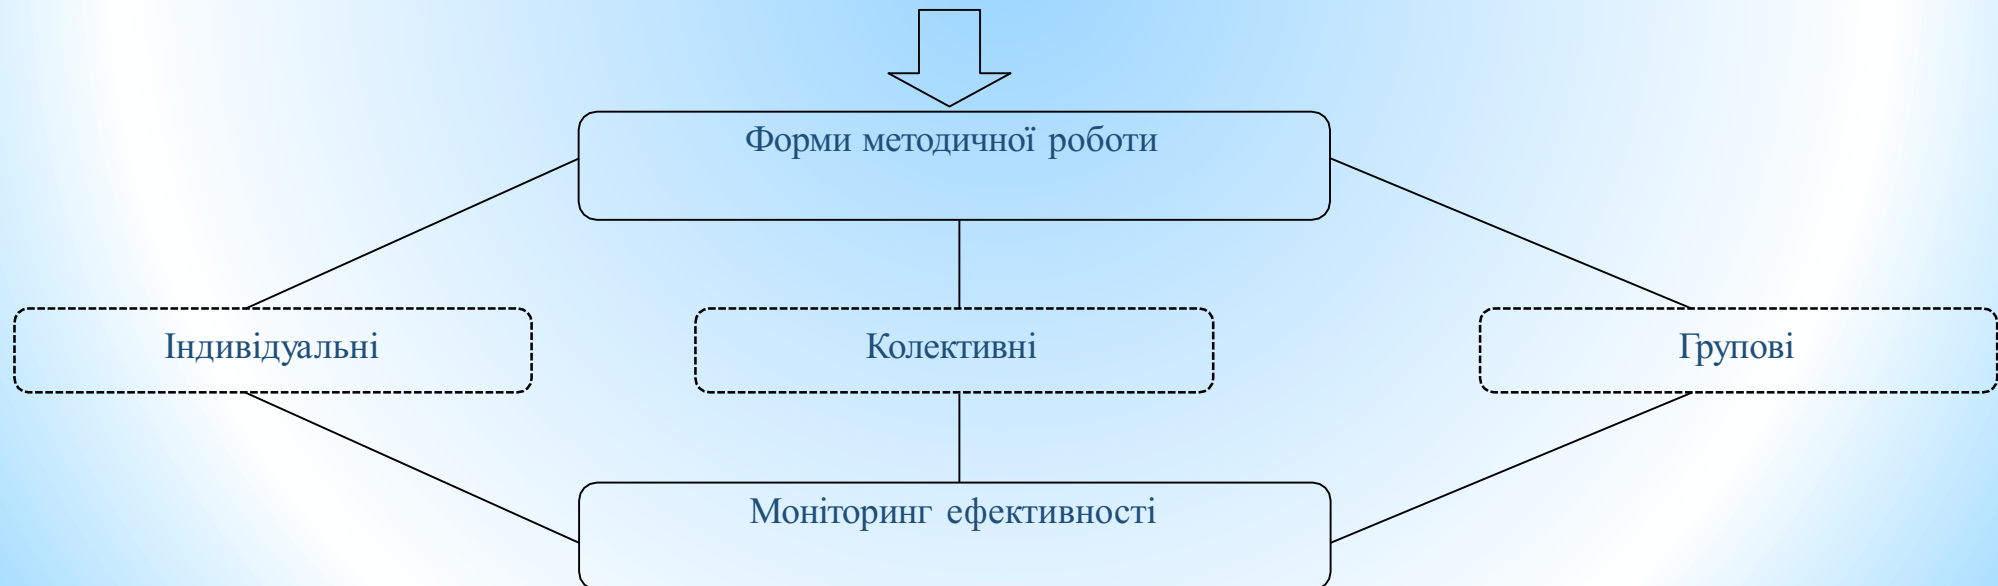 Форми методичної роботи
Індивідуальні
Колективні
Групові
Моніторинг ефективності